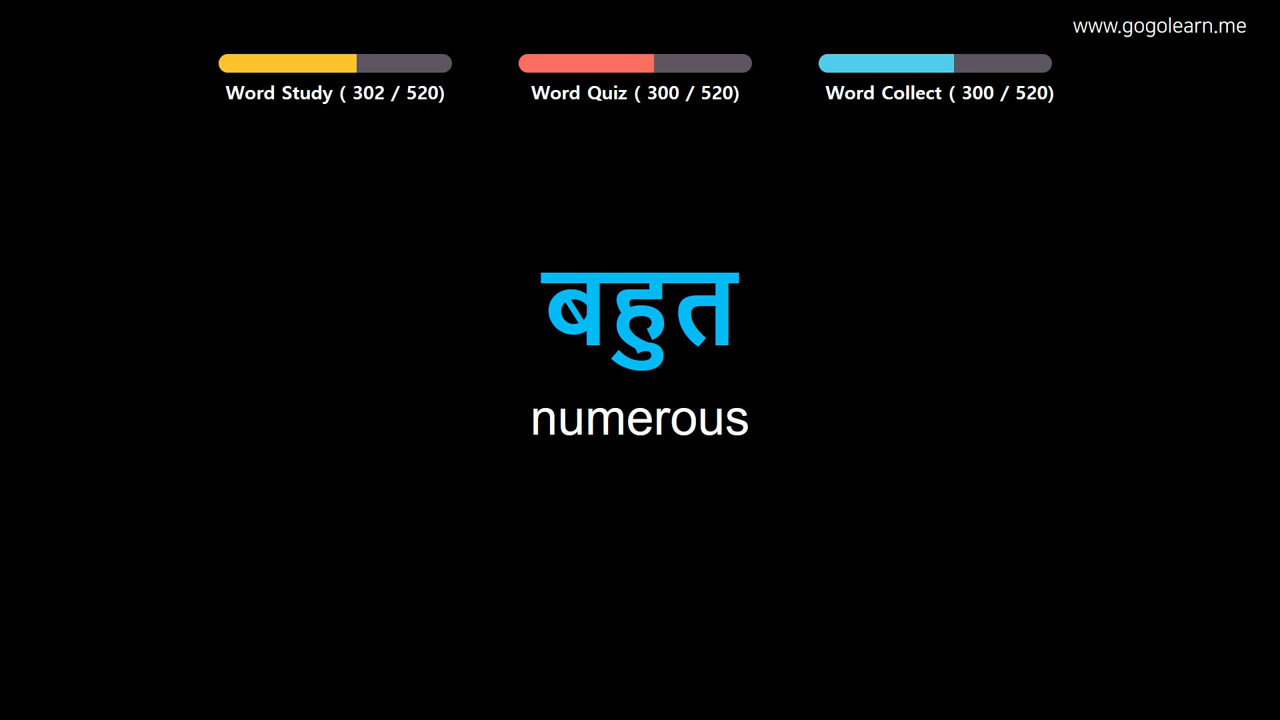 www.gogolearn.me
Word Study ( 302 / 520)
Word Quiz ( 300 / 520)
Word Collect ( 300 / 520)
बहुत
numerous